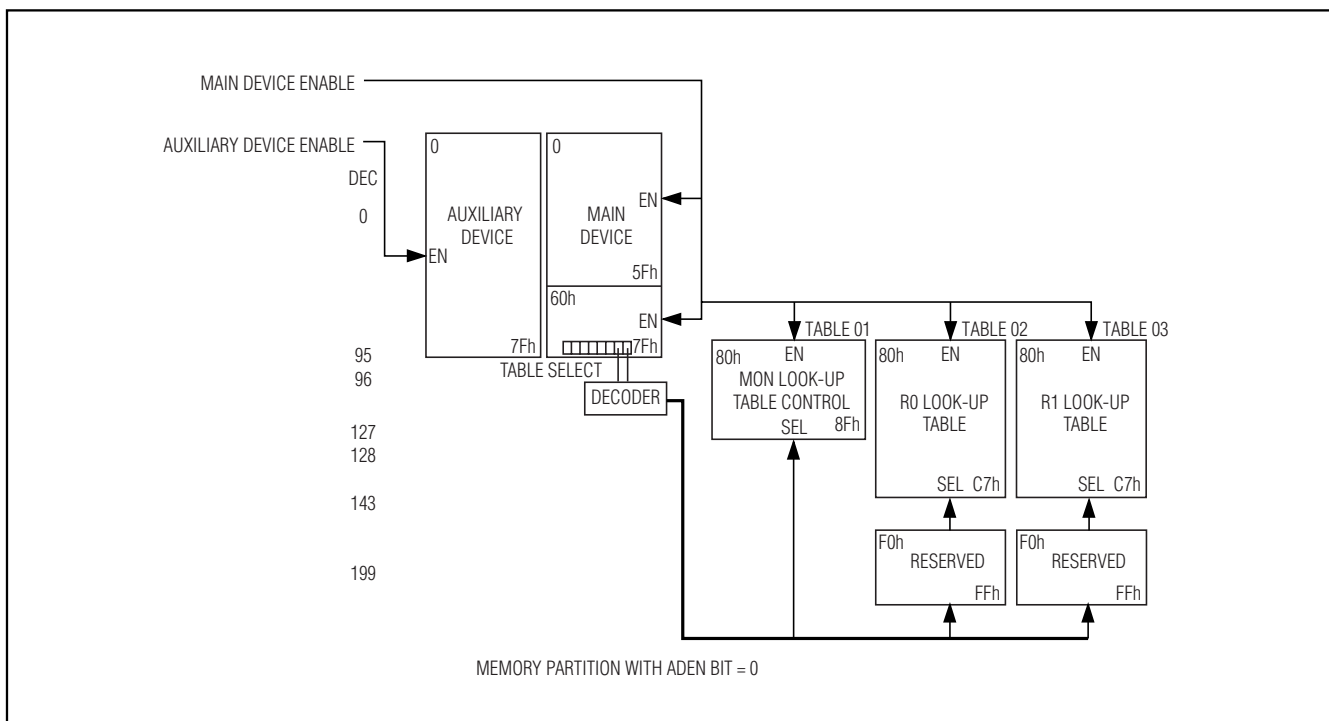 MAIN DEVICE ENABLE
AUXILIARY DEVICE ENABLE
DEC
0
95
96
127
128
143
199
0
AUXILIARY
DEVICE
EN
7Fh
0
EN
MAIN
DEVICE
5Fh
60h
EN
7Fh
TABLE SELECT
DECODER
TABLE 01
80h
EN
MON LOOK-UP
TABLE CONTROL
SEL
8Fh
TABLE 02
80h
EN
R0 LOOK-UP
TABLE
SEL C7h
F0h
RESERVED
FFh
TABLE 03
80h
EN
R1 LOOK-UP
TABLE
SEL C7h
F0h
RESERVED
FFh
MEMORY PARTITION WITH ADEN BIT = 0